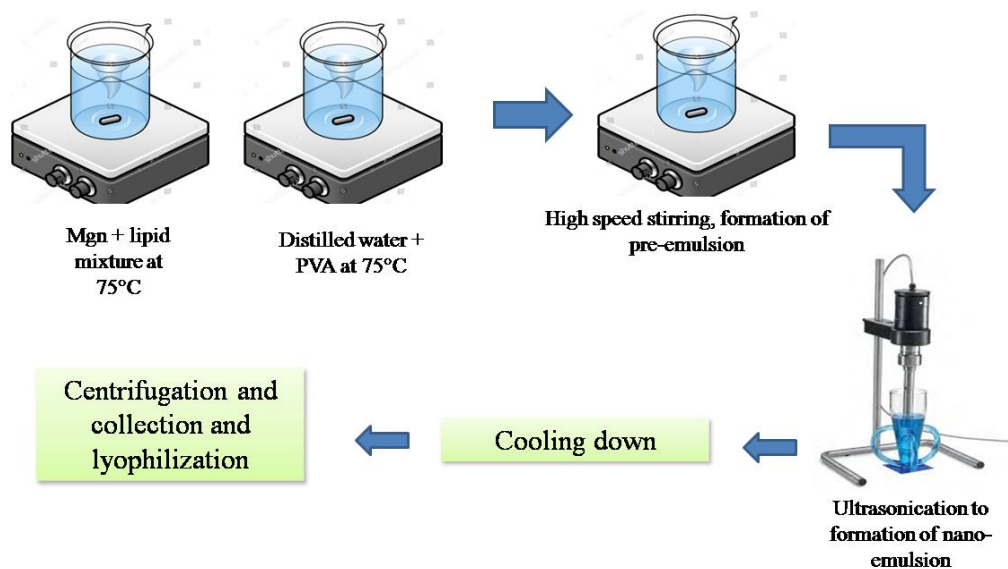 Mgn + lipid
mixture at
75°C
Distilled water +
PVA at 75°C
High speed stirring, formation of
pre-emulsion
Ultrasonication to
formation of nano-
emulsion
Cooling down
Centrifugation and
collection and
lyophilization